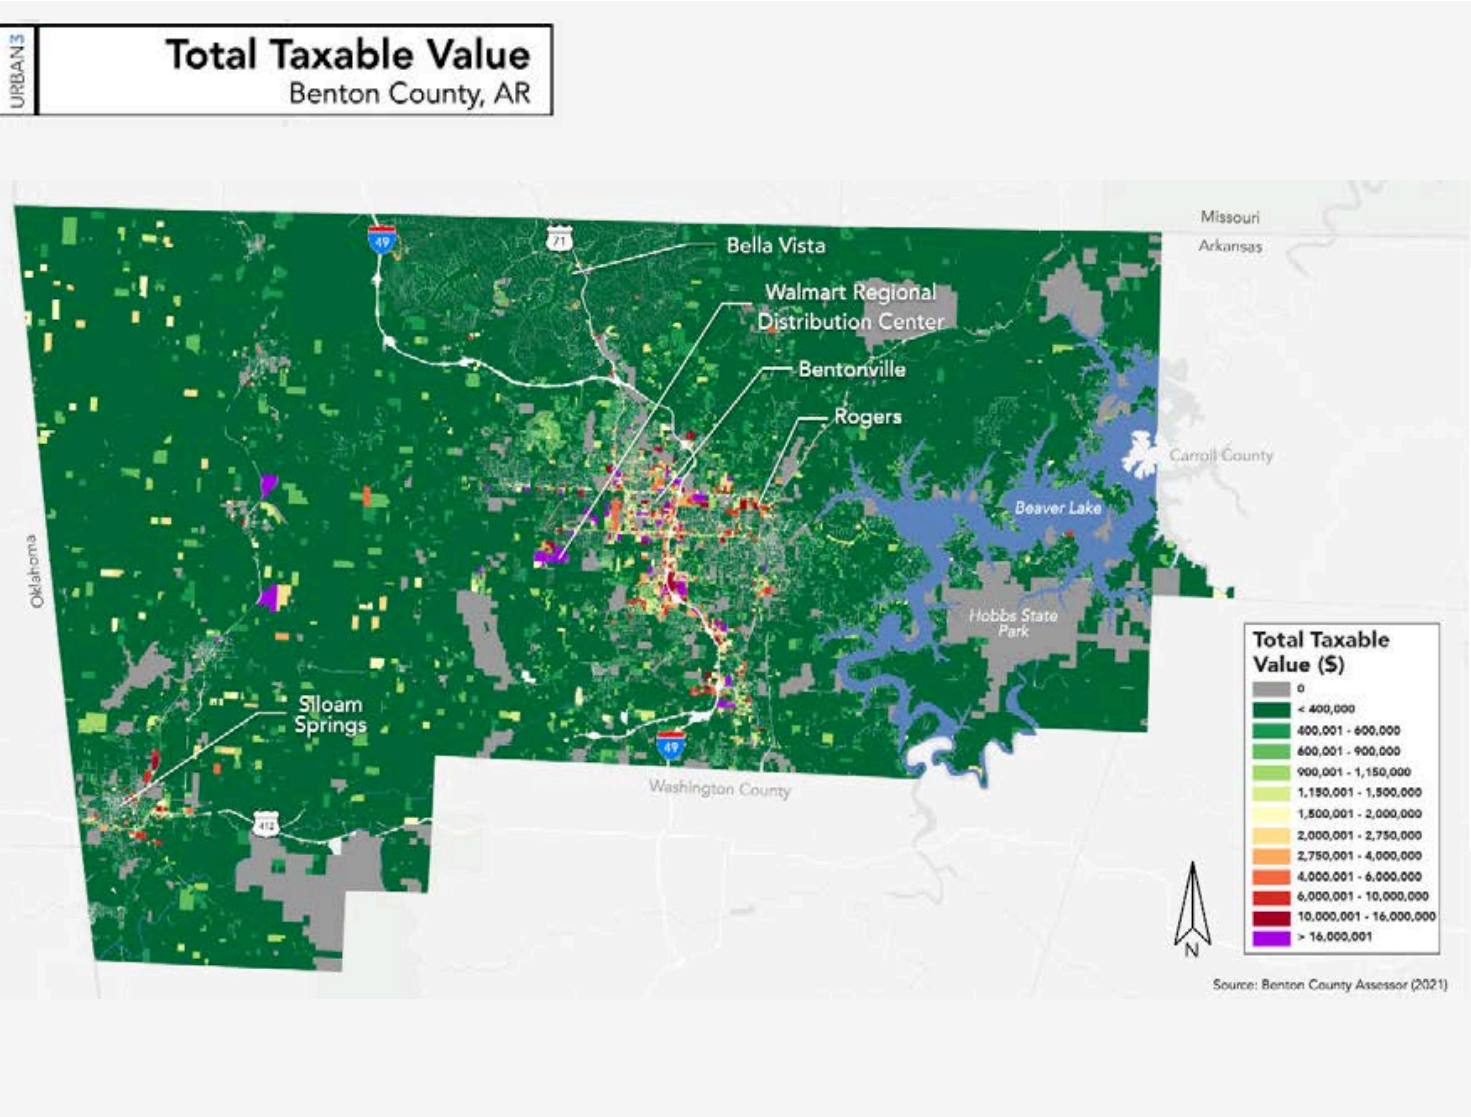 URBAN3
Total Taxable Value
Benton County, AR
Missouri
Arkansas
49
71
Bella Vista
Walmart Regional
Distribution Center
Bentonville
Rogers
Carroll County
Beaver Lake
Oklahoma
Hobbs State
Park
Siloam
Springs
49
Washington County
412
Total Taxable
Value ($)
0
< 400,000
400,001 - 600,000
600,001 - 900,000
900,001 - 1,150,000
1,150,001 - 1,500,000
1,500,001 - 2,000,000
2,000,001 - 2,750,000
2,750,001 - 4,000,000
4,000,001 - 6,000,000
6,000,001 - 10,000,000
10,000,001 - 16,000,000
> 16,000,001
N
Source: Benton County Assessor (2021)